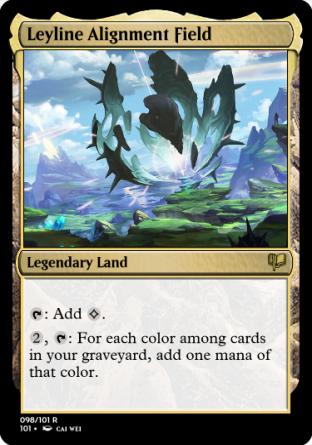 Leyline Alignment Field
Legendary Land
: Add .
2, : For each color among cards
in your graveyard, add one mana of
that color.
098/101 R
101 • CAI WEI